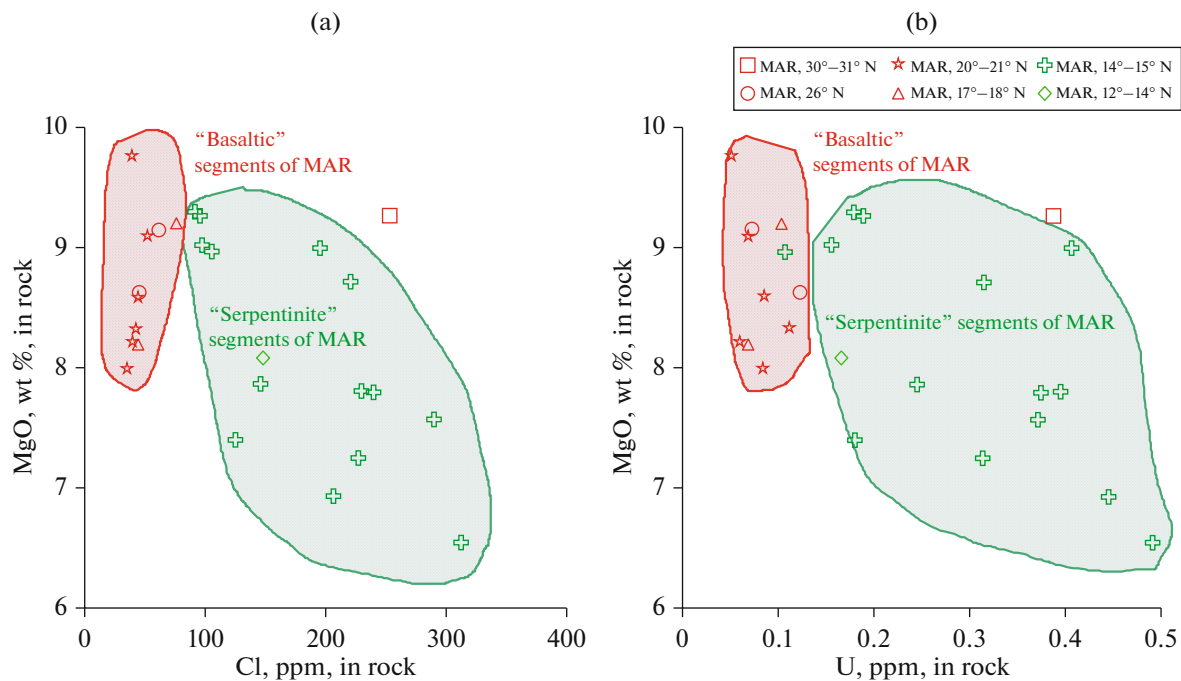 (a)
(b)
MAR, 30°–31° N
MAR, 20°–21° N
MAR, 14°–15° N
MAR, 26° N
MAR, 17°–18° N
MAR, 12°–14° N
“Basaltic”
segments of MAR
“Serpentinite”
segments of MAR
10
9
8
7
6
MgO, wt %, in rock
0
100
200
300
400
Cl, ppm, in rock
“Basaltic”
segments of MAR
“Serpentinite” segments of MAR
10
9
8
7
6
MgO, wt %, in rock
0
0.1
0.2
0.3
0.4
0.5
U, ppm, in rock